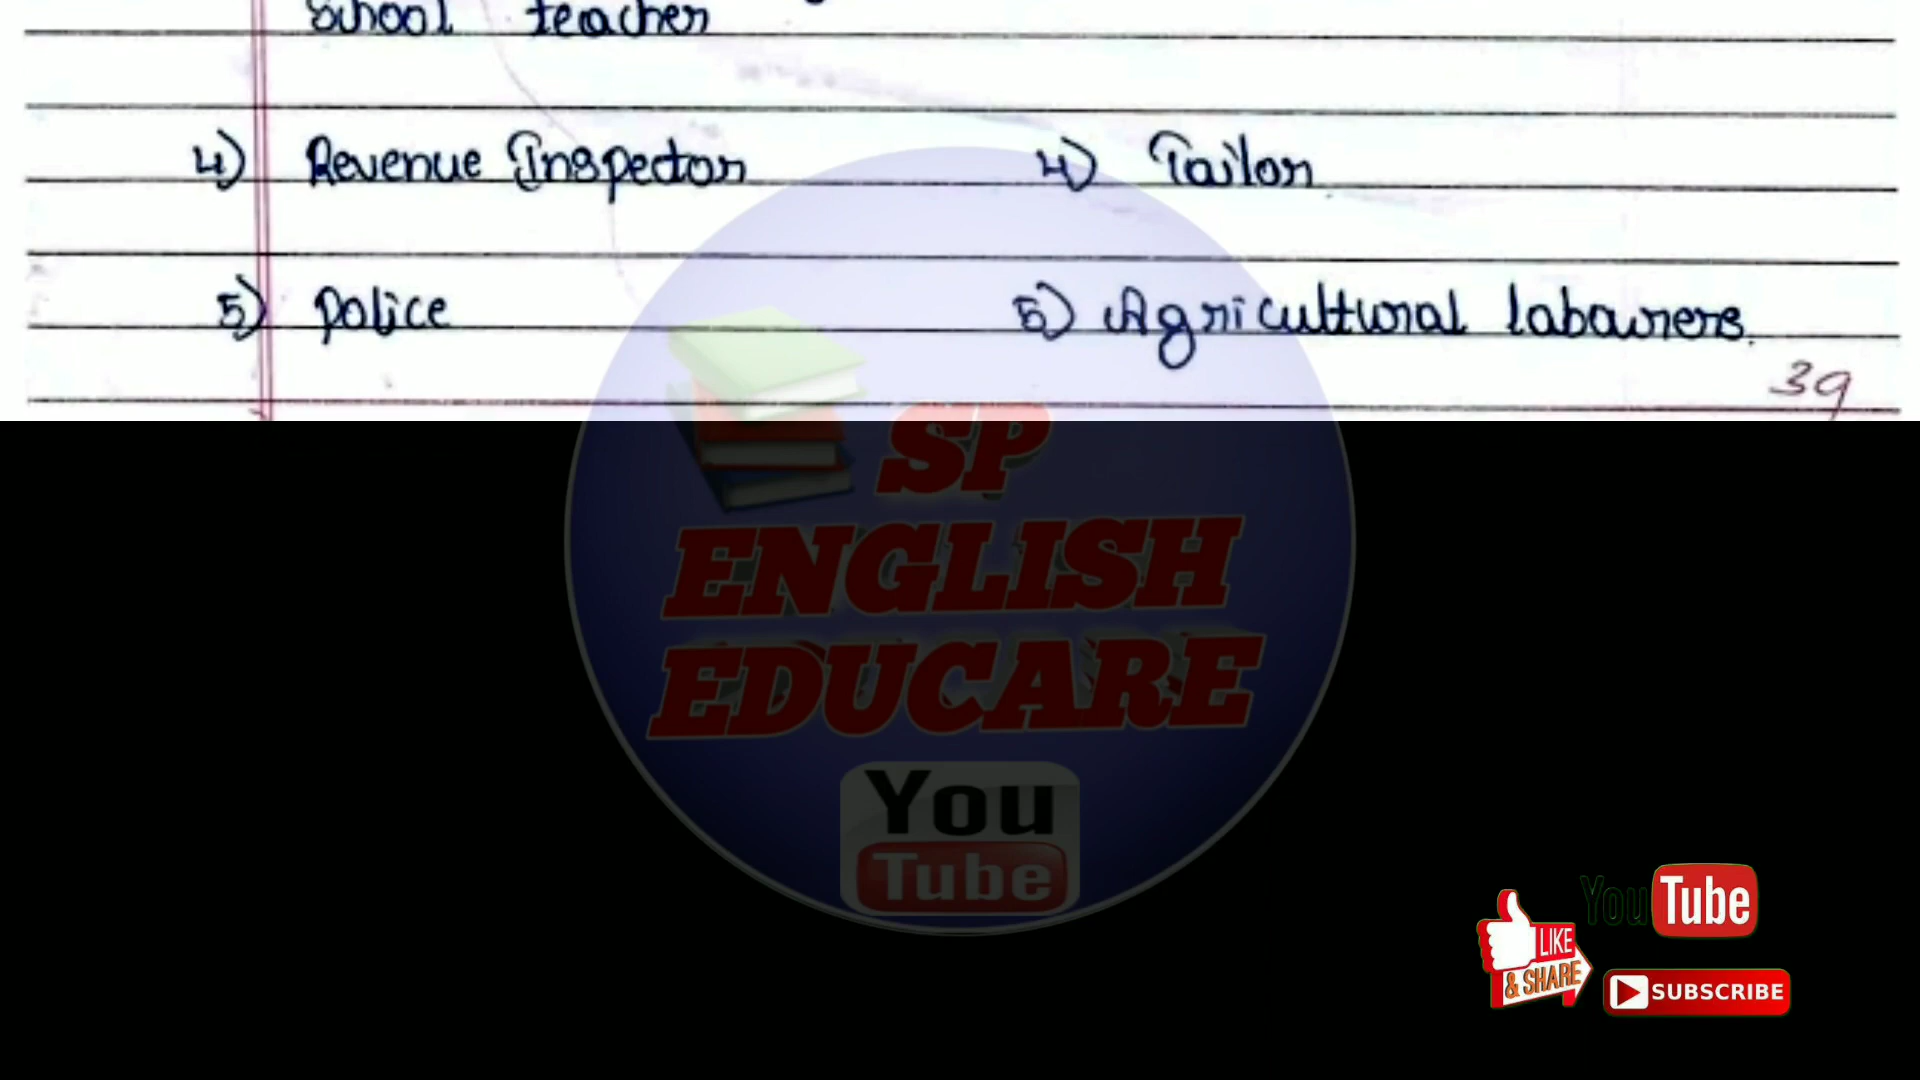 School teacher
4) Revenue Inspector 4) Tailor
5) Police 5) Agricultural labourers.
39
SP
ENGLISH
EDUCARE
You
Tube
YouTube
LIKE
& SHARE
SUBSCRIBE